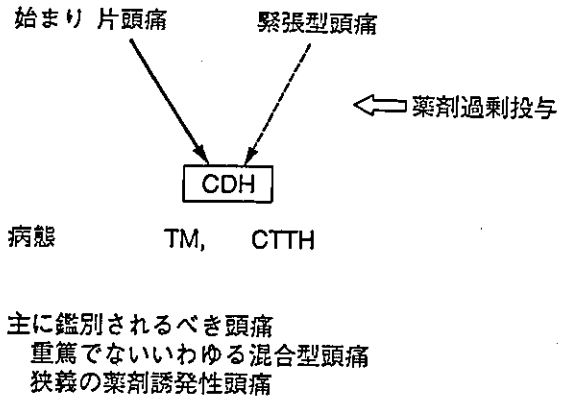 始まり 片頭痛 緊張型頭痛
薬剤過剰投与
CDH
病態 TM, CTTH
主に鑑別されるべき頭痛
重篤でないいわゆる混合型頭痛
狭義の薬剤誘発性頭痛